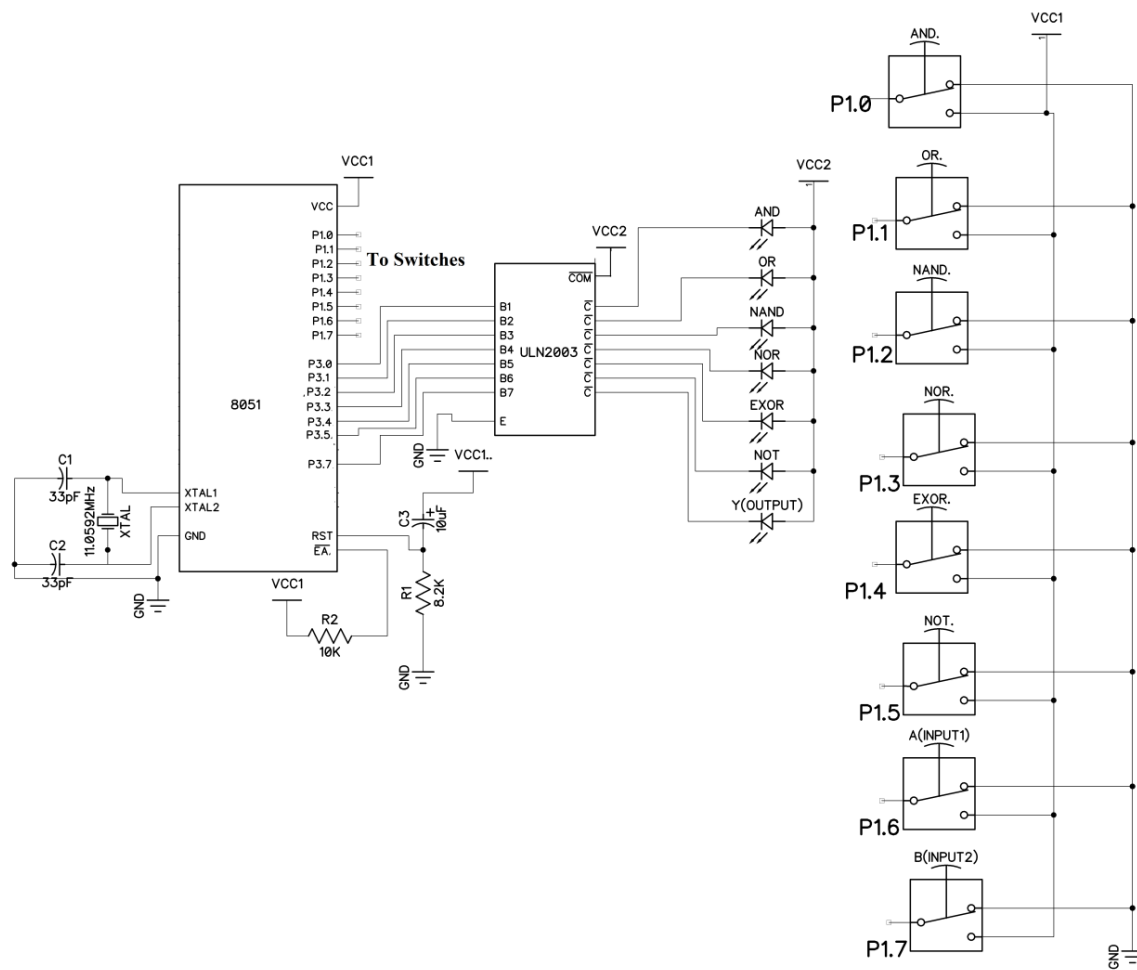 VCC1
VCC
P1.0
P1.1
P1.2
P1.3
P1.4
P1.5
P1.6
P1.7
To Switches
P3.0
P3.1
P3.2
P3.3
P3.4
P3.5.
P3.7
8051
XTAL1
XTAL2
GND
RST
EA.
C1
33pF
11.0592MHz
XTAL
C2
33pF
GND
VCC1
R2
10K
VCC1..
C3
+
10uF
R1
8.2K
GND
VCC2
COM
B1
B2
B3
B4
B5
B6
B7
E
ULN2003
C
C
C
C
C
C
C
GND
VCC2
1
AND
OR
NAND
NOR
EXOR
NOT
Y(OUTPUT)
VCC1
1
AND.
P1.0
OR.
P1.1
NAND.
P1.2
NOR.
P1.3
EXOR.
P1.4
NOT.
P1.5
A(INPUT1)
P1.6
B(INPUT2)
P1.7
GND